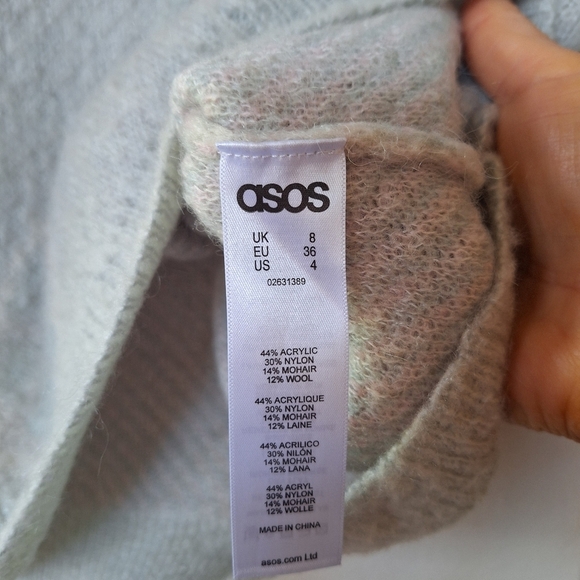 asos
UK 8
EU 36
US 4
02631389
44% ACRYLIC
30% NYLON
14% MOHAIR
12% WOOL
44% ACRYLIQUE
30% NYLON
14% MOHAIR
12% LAINE
44% ACRILICO
30% NILÓN
14% MOHAIR
12% LANA
44% ACRYL
30% NYLON
14% MOHAIR
12% WOLLE
MADE IN CHINA
asos.com Ltd